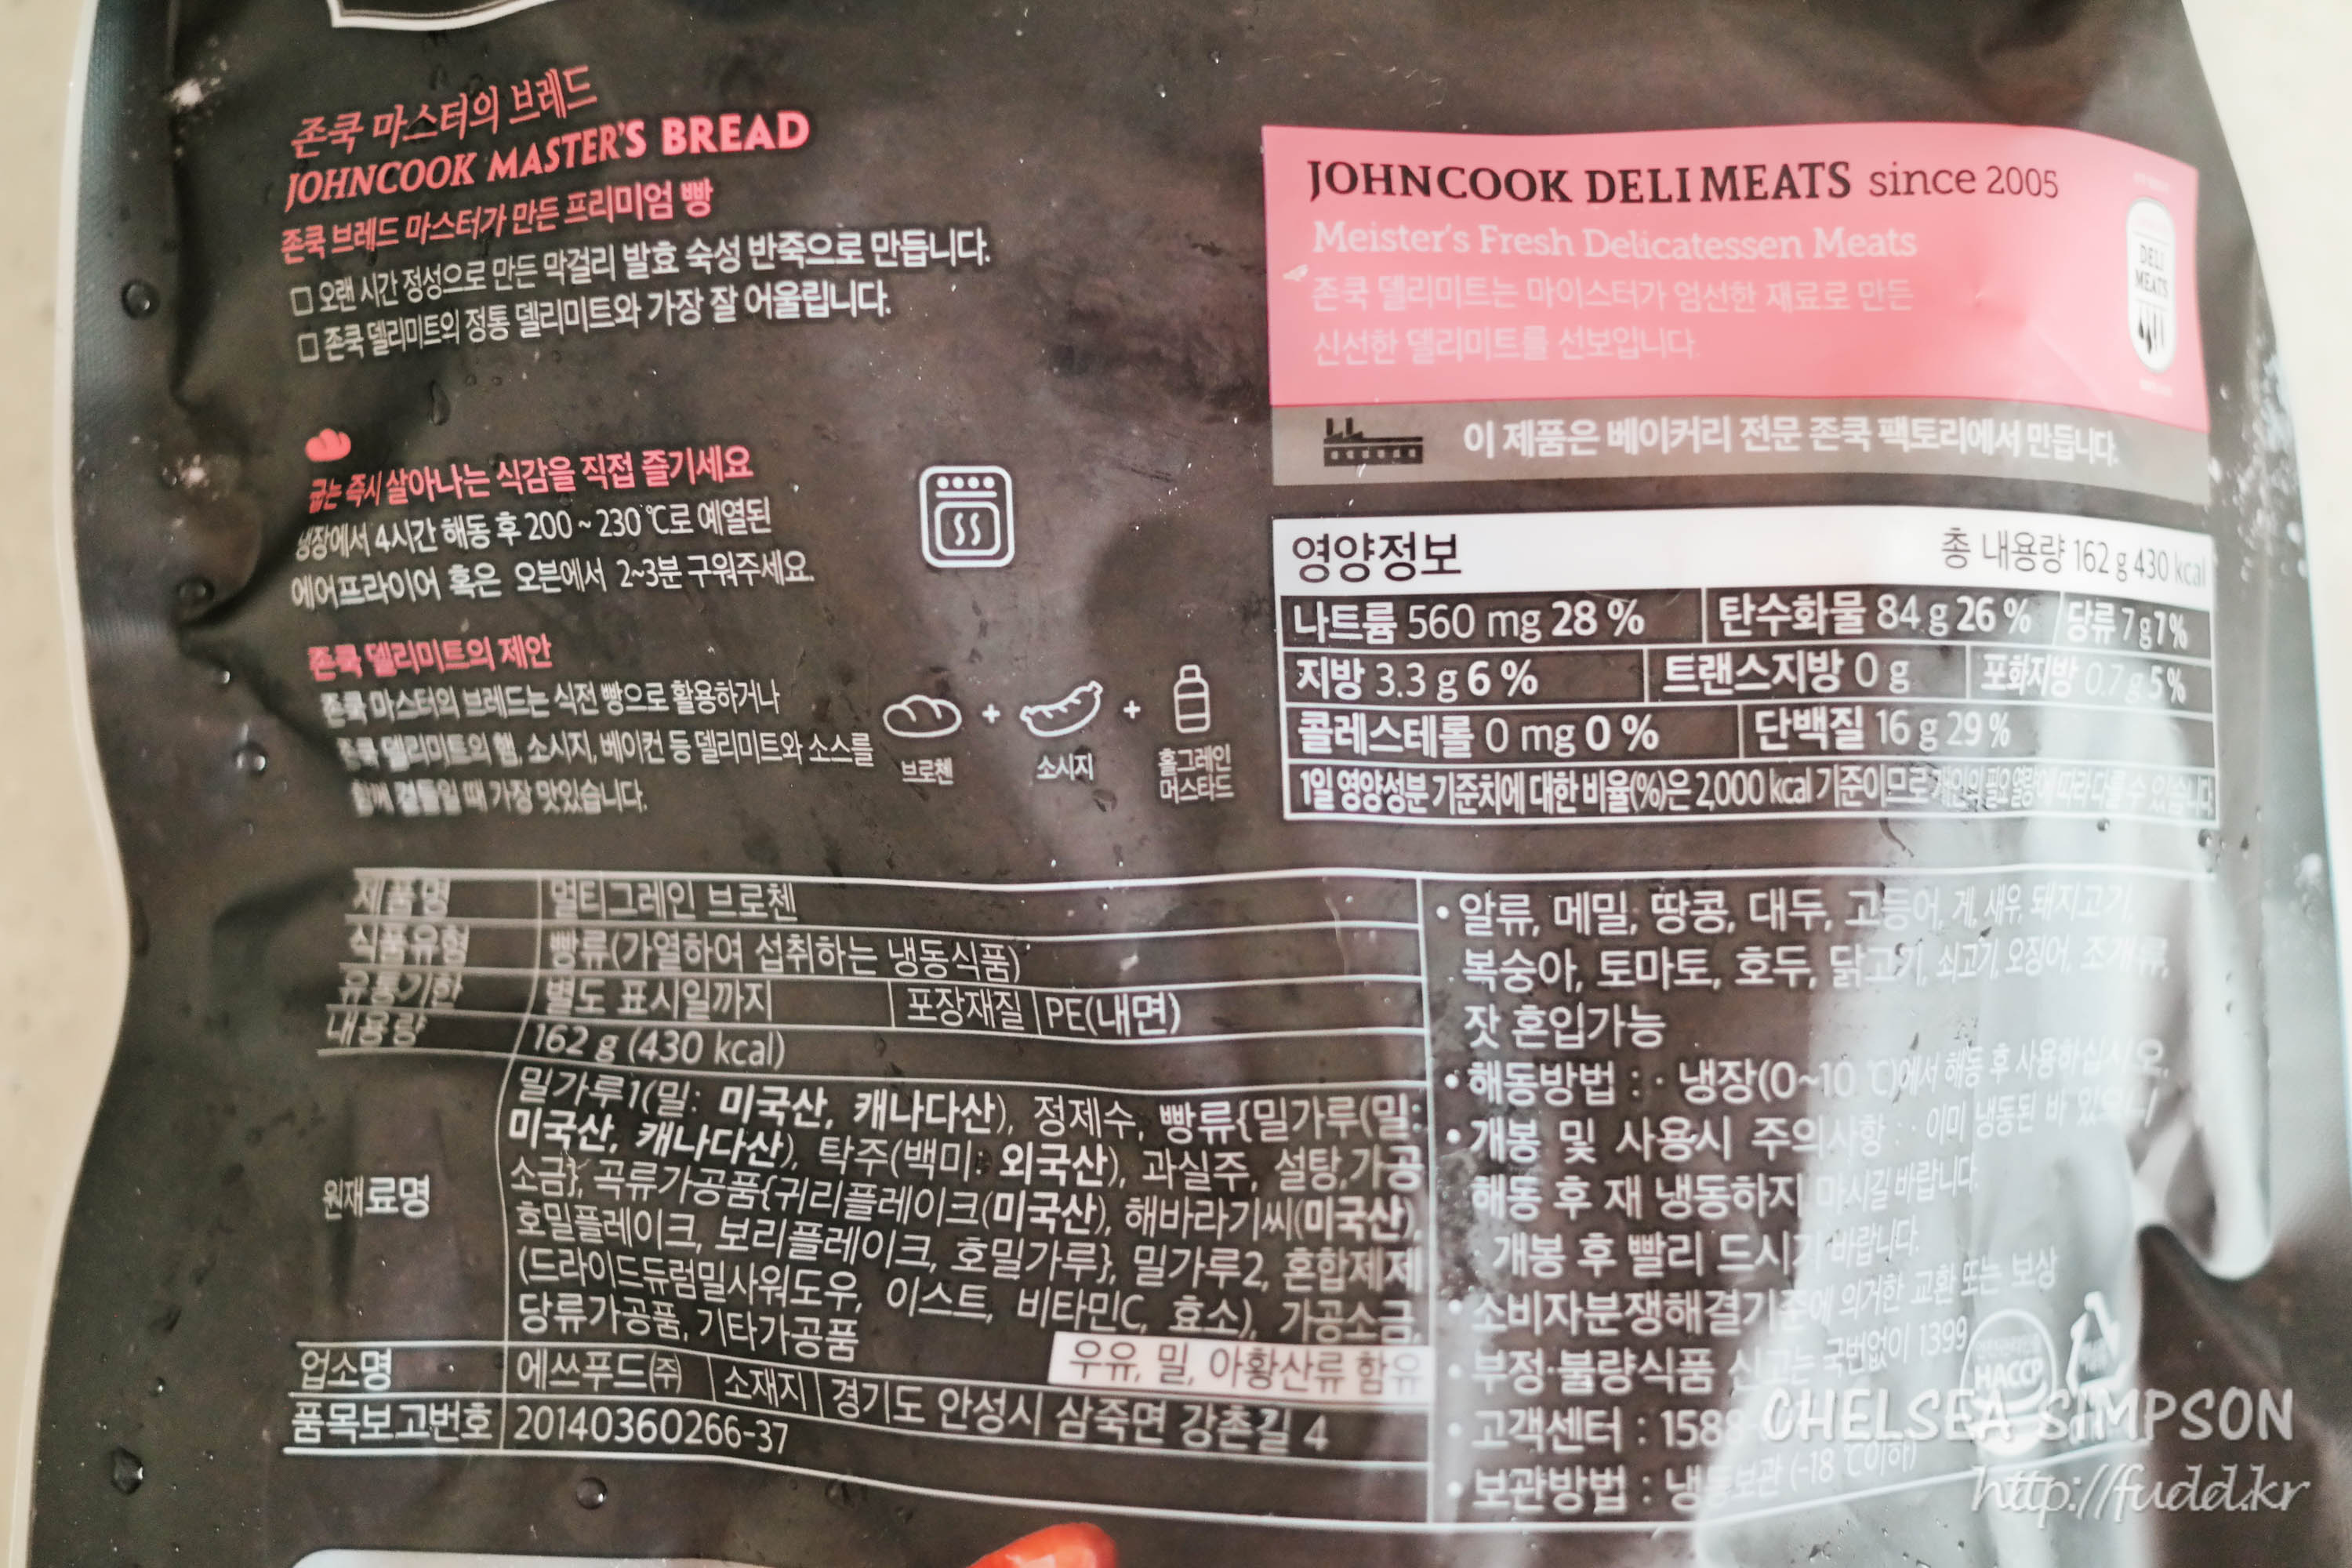 존쿡 마스터의 브레드
JOHNCOOK MASTER'S BREAD
존쿡 브레드 마스터가 만든 프리미엄 빵
□ 오랜 시간 정성으로 만든 막걸리 발효 숙성 반죽으로 만듭니다.
□ 존쿡 델리미트의 정통 델리미트와 가장 잘 어울립니다.
굽는 즉시 살아나는 식감을 직접 즐기세요
냉장에서 4시간 해동 후 200 ~ 230 ℃로 예열된
에어프라이어 혹은 오븐에서 2~3분 구워주세요.
존쿡 델리미트의 제안
존쿡 마스터의 브레드는 식전 빵으로 활용하거나
존쿡 델리미트의 햄, 소시지, 베이컨 등 델리미트와 소스를
함께 곁들일 때 가장 맛있습니다.
브로첸 + 소시지 + 홀그레인
머스타드
JOHNCOOK DELIMEATS since 2005
Meister's Fresh Delicatessen Meats
존쿡 델리미트는 마이스터가 엄선한 재료로 만든
신선한 델리미트를 선보입니다.
DELI
MEATS
이 제품은 베이커리 전문 존쿡 팩토리에서 만듭니다.
영양정보 총 내용량 162 g 430 kcal
나트륨 560 mg 28 % 탄수화물 84 g 26 % 당류 7 g 7 %
지방 3.3 g 6 % 트랜스지방 0 g 포화지방 0.7 g 5 %
콜레스테롤 0 mg 0 % 단백질 16 g 29 %
1일 영양성분 기준치에 대한 비율(%)은 2,000 kcal 기준이므로 개인의 필요 열량에 따라 다를 수 있습니다.
제품명 멀티그레인 브로첸
식품유형 빵류(가열하여 섭취하는 냉동식품)
유통기한 별도 표시일까지 포장재질 PE(내면)
내용량 162 g (430 kcal)
원재료명 밀가루1(밀: 미국산, 캐나다산), 정제수, 빵류{밀가루(밀:
미국산, 캐나다산), 탁주(백미: 외국산), 과실주, 설탕,가공
소금}, 곡류가공품{귀리플레이크(미국산), 해바라기씨(미국산),
호밀플레이크, 보리플레이크, 호밀가루}, 밀가루2, 혼합제제
(드라이드듀럼밀사워도우, 이스트, 비타민C, 효소), 가공소금,
당류가공품, 기타가공품
우유, 밀, 아황산류 함유
업소명 에쓰푸드㈜ 소재지 경기도 안성시 삼죽면 강촌길 4
품목보고번호 20140360266-37
• 알류, 메밀, 땅콩, 대두, 고등어, 게, 새우, 돼지고기,
복숭아, 토마토, 호두, 닭고기, 쇠고기, 오징어, 조개류,
잣 혼입가능
• 해동방법 : · 냉장(0~10 ℃)에서 해동 후 사용하십시오.
• 개봉 및 사용시 주의사항 : · 이미 냉동된 바 있으니
해동 후 재 냉동하지 마시길 바랍니다.
· 개봉 후 빨리 드시기 바랍니다.
• 소비자분쟁해결기준에 의거한 교환 또는 보상
• 부정·불량식품 신고는 국번없이 1399
• 고객센터 : 1588
• 보관방법 : 냉동보관 (-18 ℃이하)
HACCP
CHELSEA SIMPSON
http://fudd.kr